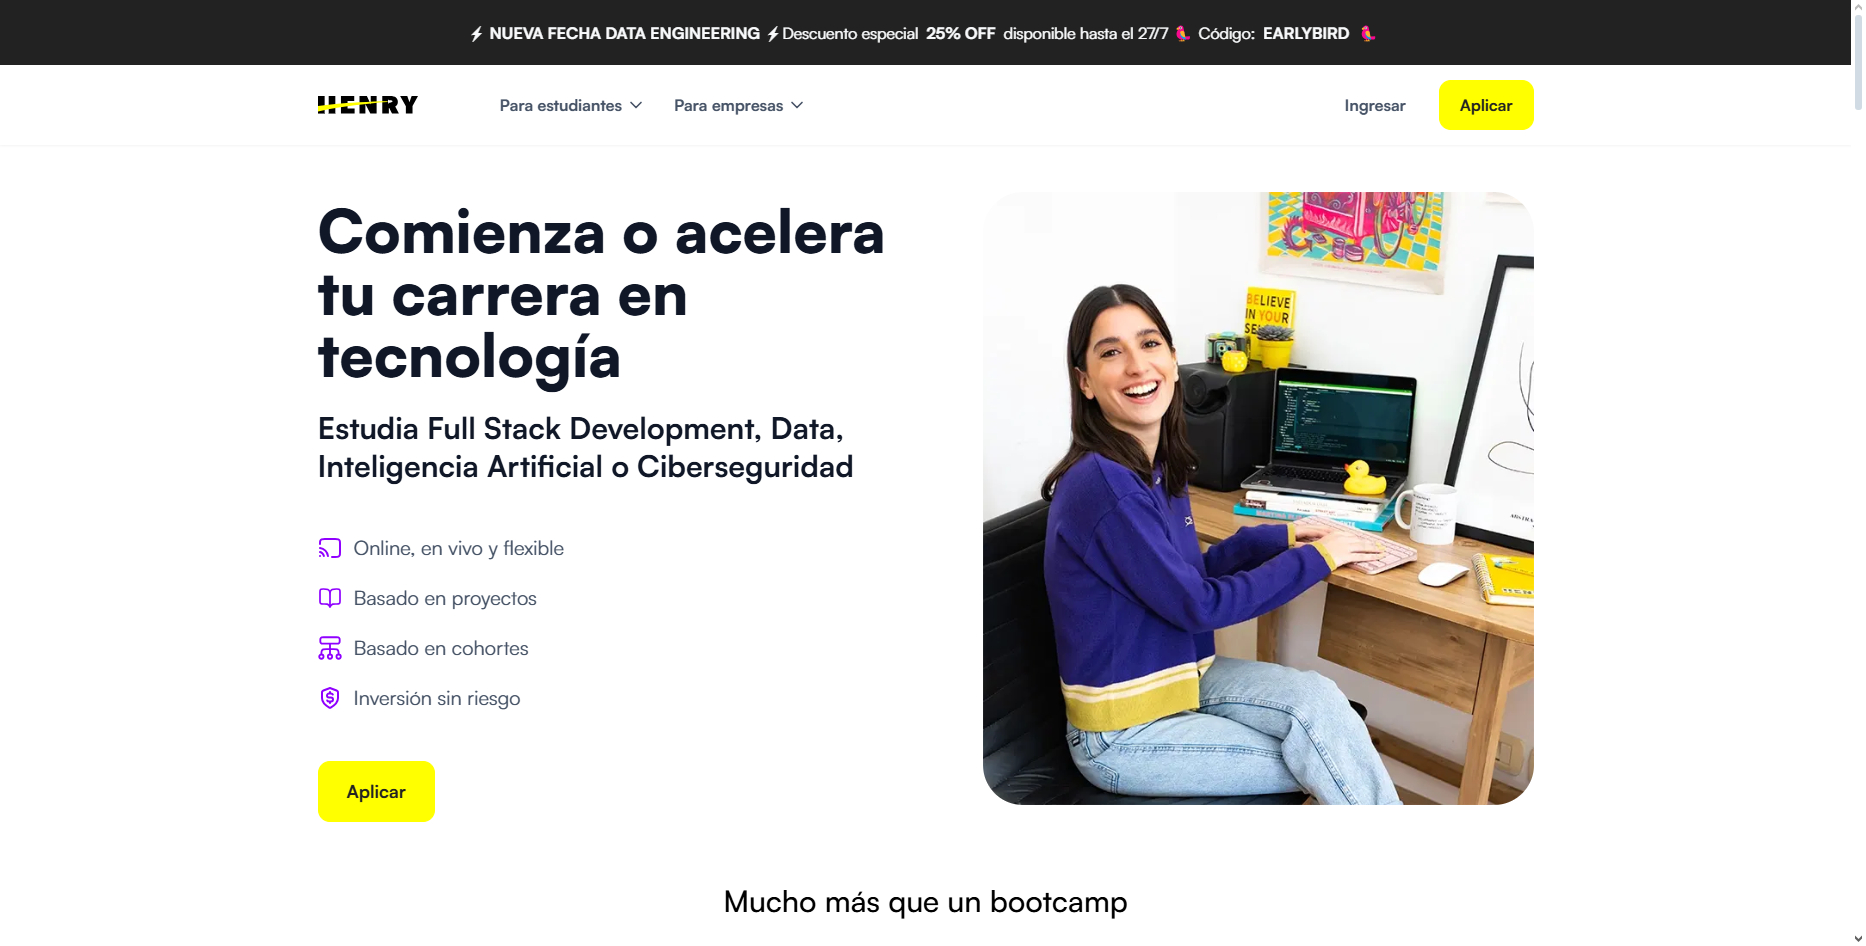 NUEVA FECHA DATA ENGINEERING Descuento especial 25% OFF disponible hasta el 27/7 Código: EARLYBIRD
HENRY
Para estudiantes
Para empresas
Ingresar
Aplicar
Comienza o acelera
tu carrera en
tecnología
Estudia Full Stack Development, Data,
Inteligencia Artificial o Ciberseguridad
Online, en vivo y flexible
Basado en proyectos
Basado en cohortes
Inversión sin riesgo
Aplicar
BELIEVE
IN YOUR
Mucho más que un bootcamp